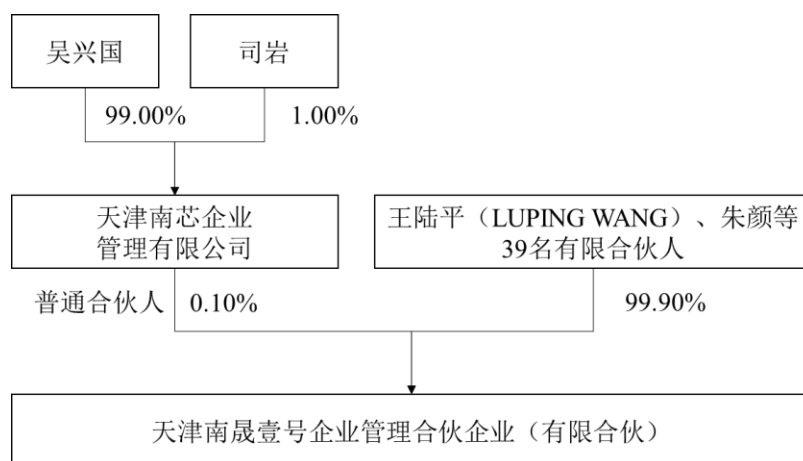 吴兴国
司岩
99.00%
1.00%
天津南芯企业
管理有限公司
王陆平（LUPING WANG）、朱颜等
39名有限合伙人
普通合伙人
0.10%
99.90%
天津南晟壹号企业管理合伙企业（有限合伙）